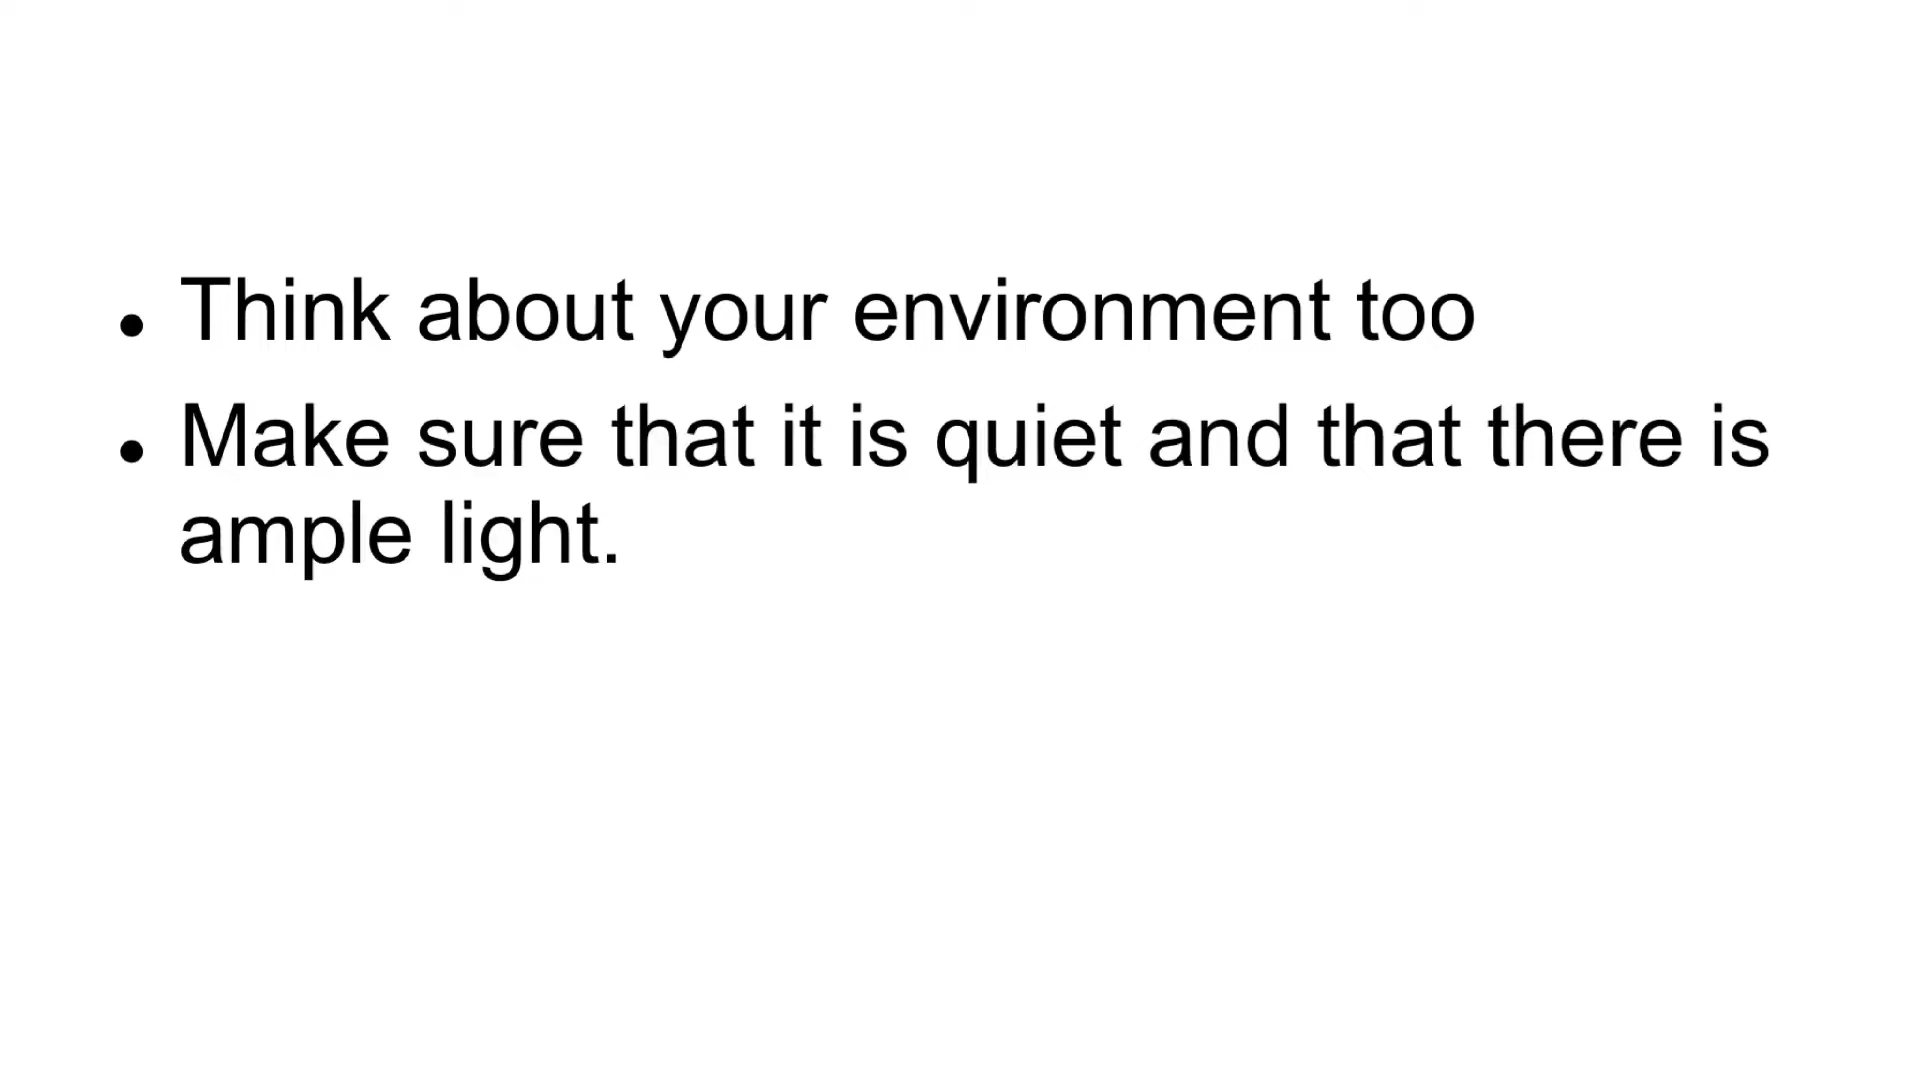 • Think about your environment too
• Make sure that it is quiet and that there is
ample light.